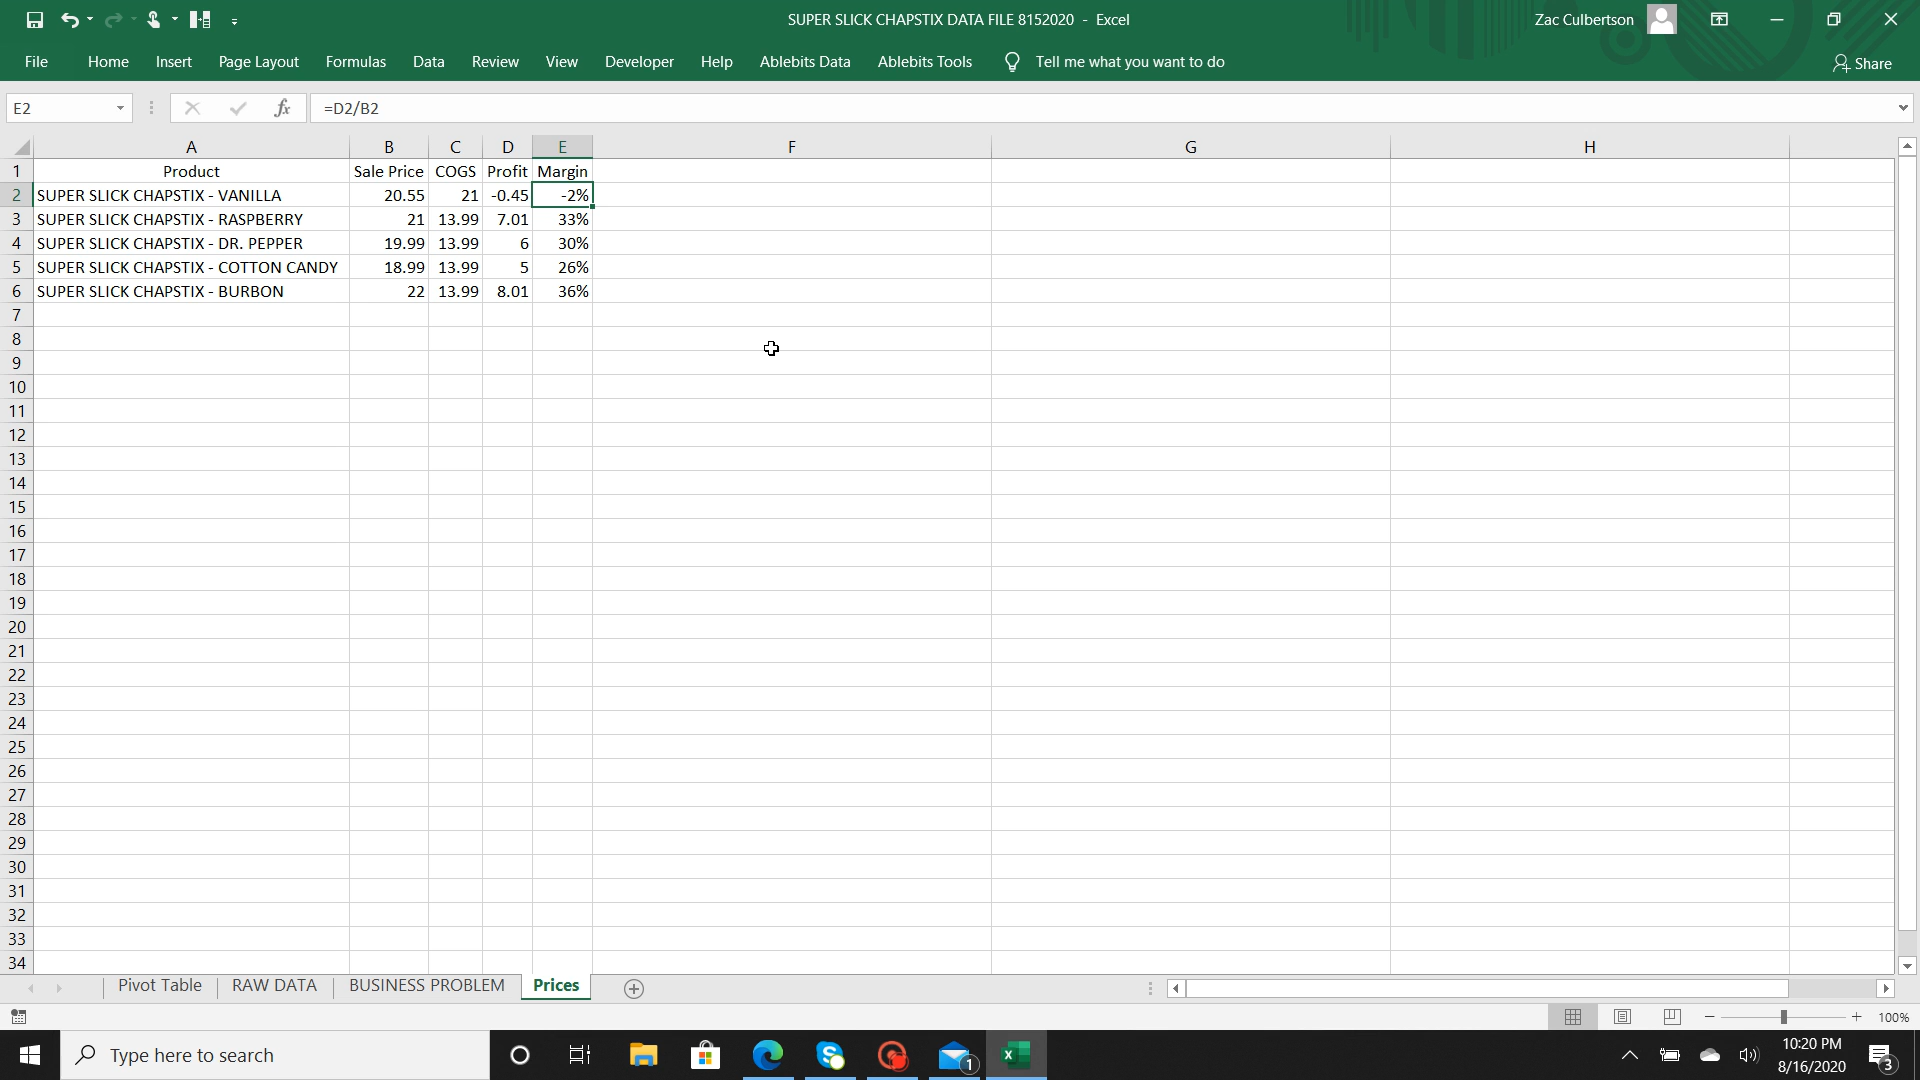 SUPER SLICK CHAPSTIX DATA FILE 8152020 - Excel
Zac Culbertson
File Home Insert Page Layout Formulas Data Review View Developer Help Ablebits Data Ablebits Tools Tell me what you want to do Share
E2 fx =D2/B2
A B C D E F G H
1 Product Sale Price COGS Profit Margin
2 SUPER SLICK CHAPSTIX - VANILLA 20.55 21 -0.45 -2%
3 SUPER SLICK CHAPSTIX - RASPBERRY 21 13.99 7.01 33%
4 SUPER SLICK CHAPSTIX - DR. PEPPER 19.99 13.99 6 30%
5 SUPER SLICK CHAPSTIX - COTTON CANDY 18.99 13.99 5 26%
6 SUPER SLICK CHAPSTIX - BURBON 22 13.99 8.01 36%
7
8
9
10
11
12
13
14
15
16
17
18
19
20
21
22
23
24
25
26
27
28
29
30
31
32
33
34
Pivot Table RAW DATA BUSINESS PROBLEM Prices
100%
Type here to search 1 10:20 PM
8/16/2020 3